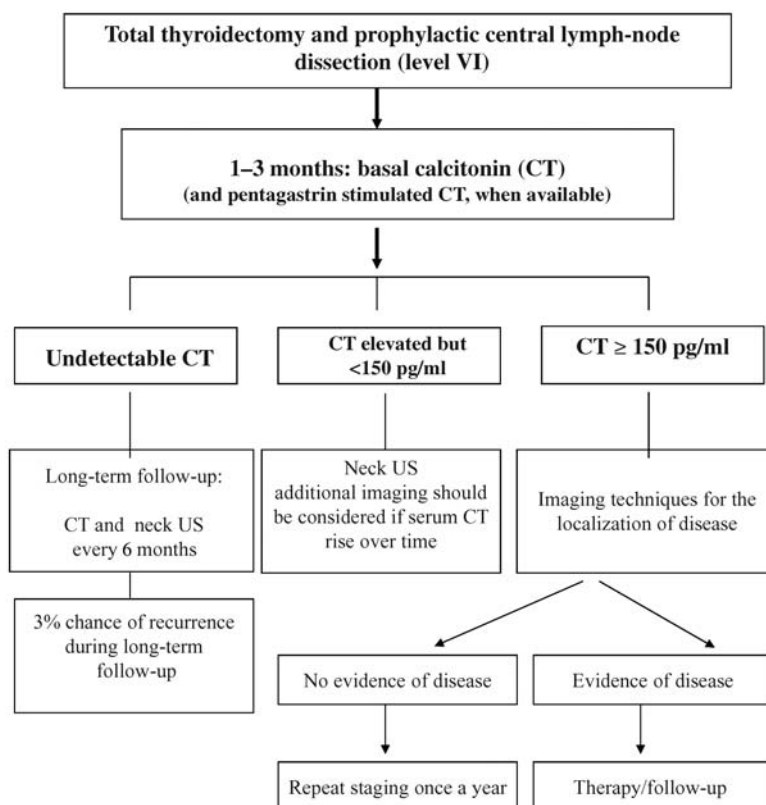 Total thyroidectomy and prophylactic central lymph-node
dissection (level VI)
1–3 months: basal calcitonin (CT)
(and pentagastrin stimulated CT, when available)
Undetectable CT
CT elevated but
<150 pg/ml
CT ≥ 150 pg/ml
Long-term follow-up:
CT and neck US
every 6 months
Neck US
additional imaging should
be considered if serum CT
rise over time
Imaging techniques for the
localization of disease
3% chance of recurrence
during long-term
follow-up
No evidence of disease
Evidence of disease
Repeat staging once a year
Therapy/follow-up